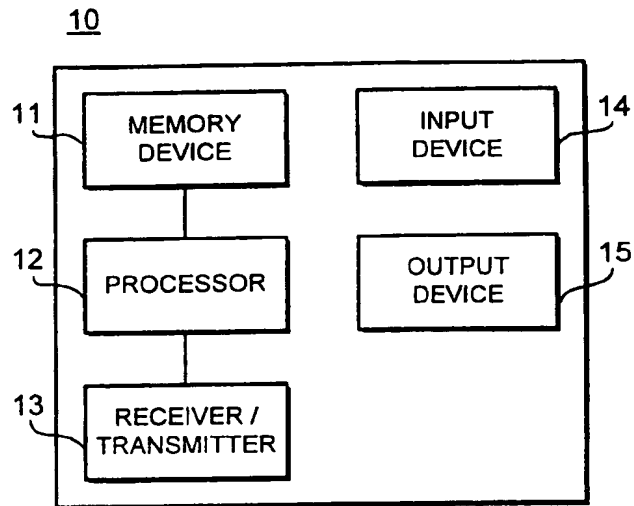 10
11
MEMORY
DEVICE
INPUT
DEVICE
14
12
PROCESSOR
OUTPUT
DEVICE
15
13
RECEIVER /
TRANSMITTER